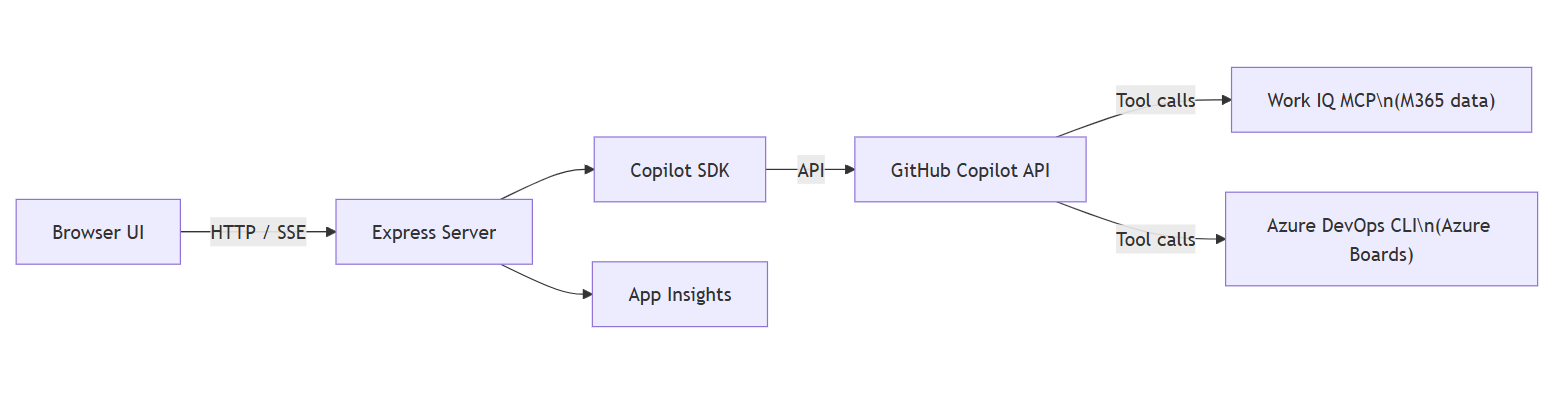 Browser UI
HTTP / SSE
Express Server
Copilot SDK
App Insights
API
GitHub Copilot API
Tool calls
Work IQ MCP\n(M365 data)
Tool calls
Azure DevOps CLI\n(Azure
Boards)